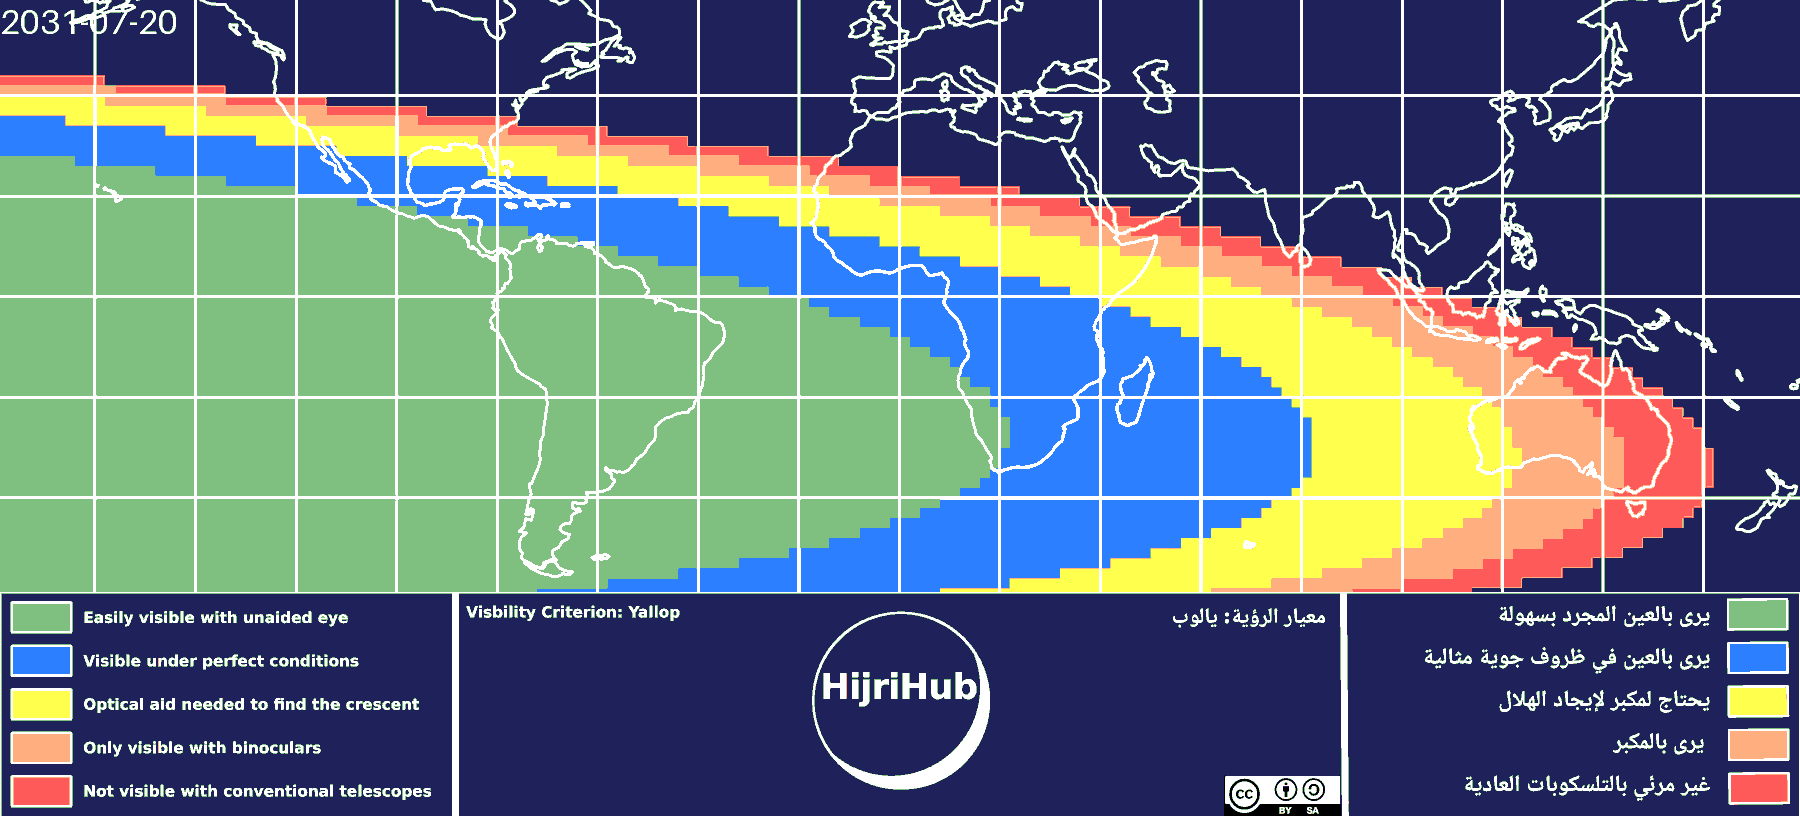 2031-07-20
Easily visible with unaided eye
Visible under perfect conditions
Optical aid needed to find the crescent
Only visible with binoculars
Not visible with conventional telescopes
Visbility Criterion: Yallop
معيار الرؤية: يالوب
HijriHub
cc
BY SA
يرى بالعين المجرد بسهولة
يرى بالعين في ظروف جوية مثالية
يحتاج لمكبر لإيجاد الهلال
يرى بالمكبر
غير مرئي بالتلسكوبات العادية